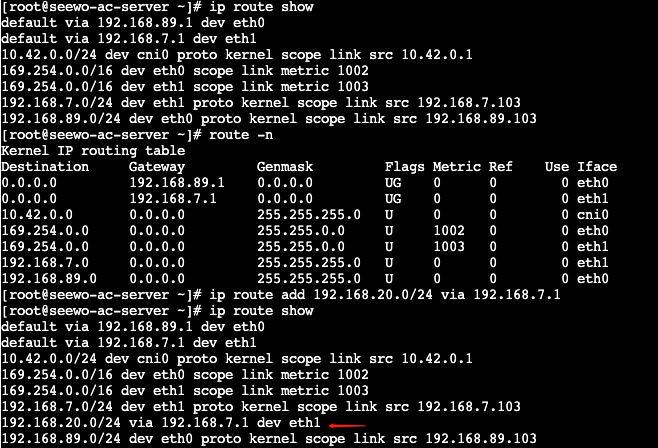 [root@seewo-ac-server ~]# ip route show
default via 192.168.89.1 dev eth0
default via 192.168.7.1 dev eth1
10.42.0.0/24 dev cni0 proto kernel scope link src 10.42.0.1
169.254.0.0/16 dev eth0 scope link metric 1002
169.254.0.0/16 dev eth1 scope link metric 1003
192.168.7.0/24 dev eth1 proto kernel scope link src 192.168.7.103
192.168.89.0/24 dev eth0 proto kernel scope link src 192.168.89.103
[root@seewo-ac-server ~]# route -n
Kernel IP routing table
Destination     Gateway         Genmask         Flags Metric Ref    Use Iface
0.0.0.0         192.168.89.1    0.0.0.0         UG    0      0        0 eth0
0.0.0.0         192.168.7.1     0.0.0.0         UG    0      0        0 eth1
10.42.0.0       0.0.0.0         255.255.255.0   U     0      0        0 cni0
169.254.0.0     0.0.0.0         255.255.0.0     U     1002   0        0 eth0
169.254.0.0     0.0.0.0         255.255.0.0     U     1003   0        0 eth1
192.168.7.0     0.0.0.0         255.255.255.0   U     0      0        0 eth1
192.168.89.0    0.0.0.0         255.255.255.0   U     0      0        0 eth0
[root@seewo-ac-server ~]# ip route add 192.168.20.0/24 via 192.168.7.1
[root@seewo-ac-server ~]# ip route show
default via 192.168.89.1 dev eth0
default via 192.168.7.1 dev eth1
10.42.0.0/24 dev cni0 proto kernel scope link src 10.42.0.1
169.254.0.0/16 dev eth0 scope link metric 1002
169.254.0.0/16 dev eth1 scope link metric 1003
192.168.7.0/24 dev eth1 proto kernel scope link src 192.168.7.103
192.168.20.0/24 via 192.168.7.1 dev eth1
192.168.89.0/24 dev eth0 proto kernel scope link src 192.168.89.103